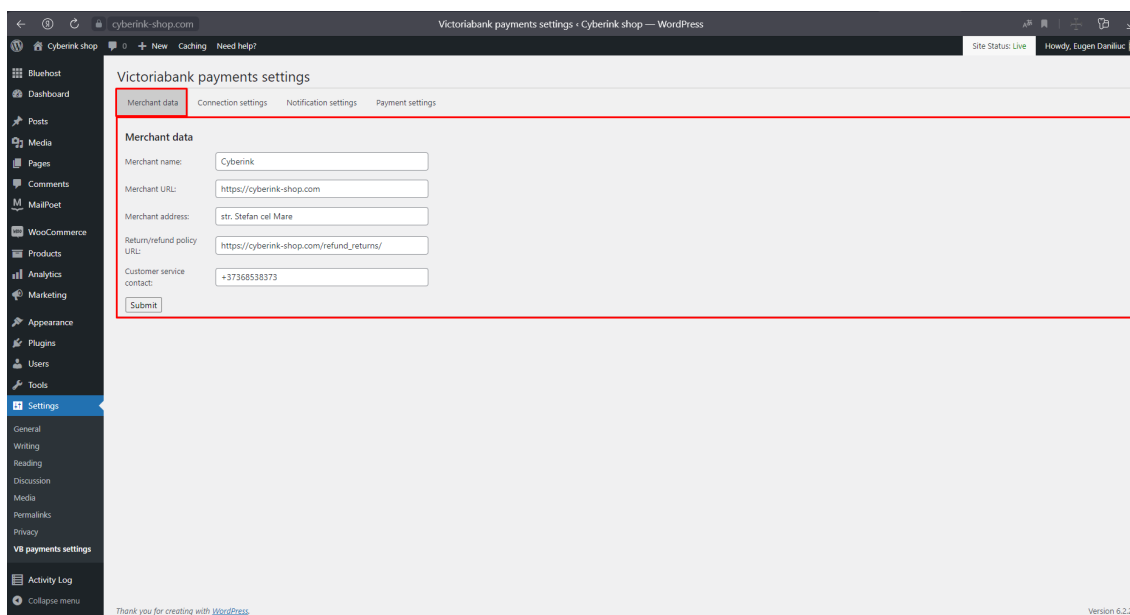 cyberink-shop.com
Victoriabank payments settings ‹ Cyberink shop — WordPress
Cyberink shop 0 + New Caching Need help?
Site Status: Live Howdy, Eugen Daniliuc
Bluehost
Dashboard
Posts
Media
Pages
Comments
MailPoet
WooCommerce
Products
Analytics
Marketing
Appearance
Plugins
Users
Tools
Settings
General
Writing
Reading
Discussion
Media
Permalinks
Privacy
VB payments settings
Activity Log
Collapse menu
Victoriabank payments settings
Merchant data Connection settings Notification settings Payment settings
Merchant data
Merchant name: Cyberink
Merchant URL: https://cyberink-shop.com
Merchant address: str. Stefan cel Mare
Return/refund policy
URL: https://cyberink-shop.com/refund_returns/
Customer service
contact: +37368538373
Submit
Thank you for creating with WordPress.
Version 6.2.